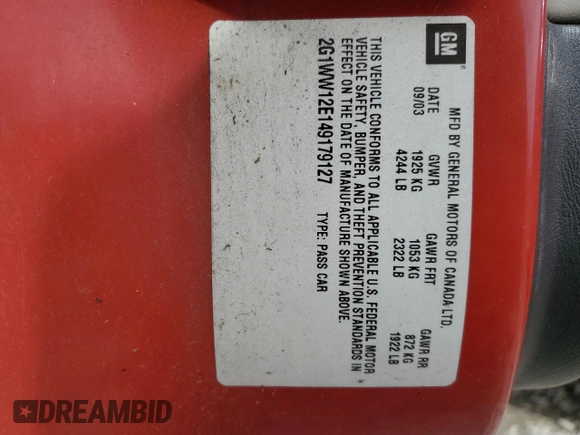 GM
MFD BY GENERAL MOTORS OF CANADA LTD.
DATE GVWR GAWR FRT GAWR RR
09/03 1925 KG 1053 KG 872 KG
4244 LB 2322 LB 1922 LB
THIS VEHICLE CONFORMS TO ALL APPLICABLE U.S. FEDERAL MOTOR
VEHICLE SAFETY, BUMPER, AND THEFT PREVENTION STANDARDS IN
EFFECT ON THE DATE OF MANUFACTURE SHOWN ABOVE.
2G1WW12E149179127 TYPE: PASS CAR
DREAMBID